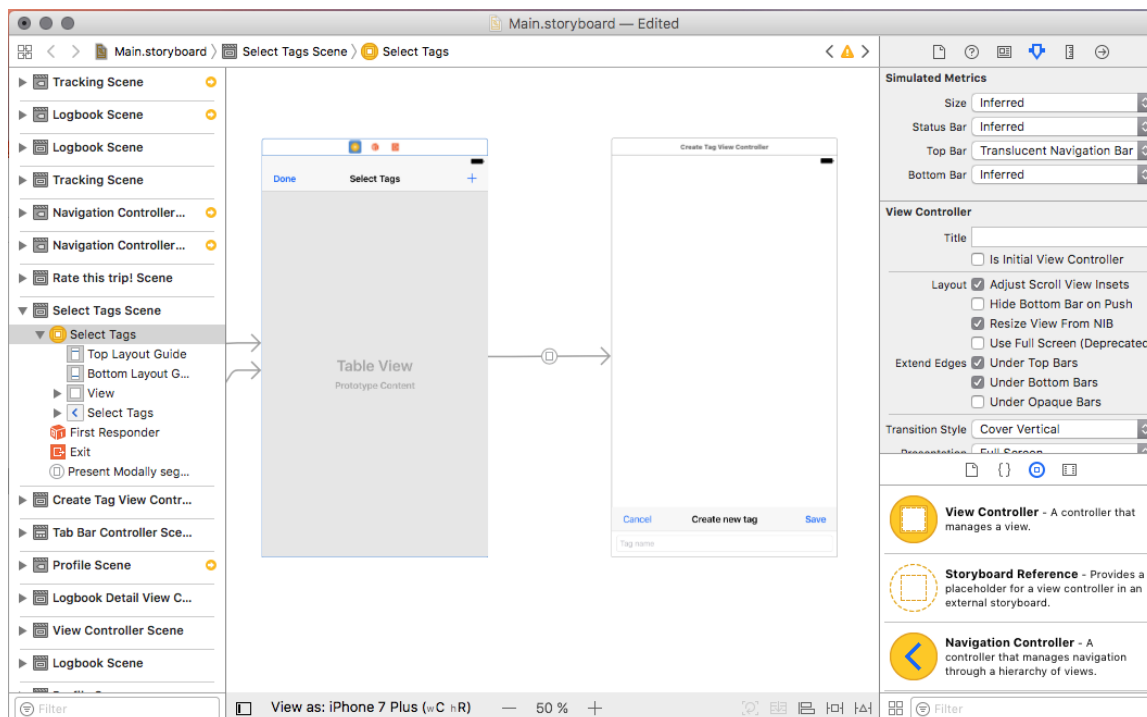 Main.storyboard — Edited
Main.storyboard
Select Tags Scene
Select Tags
Tracking Scene
Logbook Scene
Logbook Scene
Tracking Scene
Navigation Controller...
Navigation Controller...
Rate this trip! Scene
Select Tags Scene
Select Tags
Top Layout Guide
Bottom Layout G...
View
Select Tags
First Responder
Exit
Present Modally seg...
Create Tag View Contr...
Tab Bar Controller Sce...
Profile Scene
Logbook Detail View C...
View Controller Scene
Logbook Scene
Filter
Done
Select Tags
Table View
Prototype Content
Create Tag View Controller
Cancel
Create new tag
Save
Tag name
View as: iPhone 7 Plus (wC hR)
50 %
Simulated Metrics
Size Inferred
Status Bar Inferred
Top Bar Translucent Navigation Bar
Bottom Bar Inferred
View Controller
Title
Is Initial View Controller
Layout Adjust Scroll View Insets
Hide Bottom Bar on Push
Resize View From NIB
Use Full Screen (Deprecated
Extend Edges Under Top Bars
Under Bottom Bars
Under Opaque Bars
Transition Style Cover Vertical
Presentation Full Screen
View Controller - A controller that
manages a view.
Storyboard Reference - Provides a
placeholder for a view controller in an
external storyboard.
Navigation Controller - A
controller that manages navigation
through a hierarchy of views.
Filter